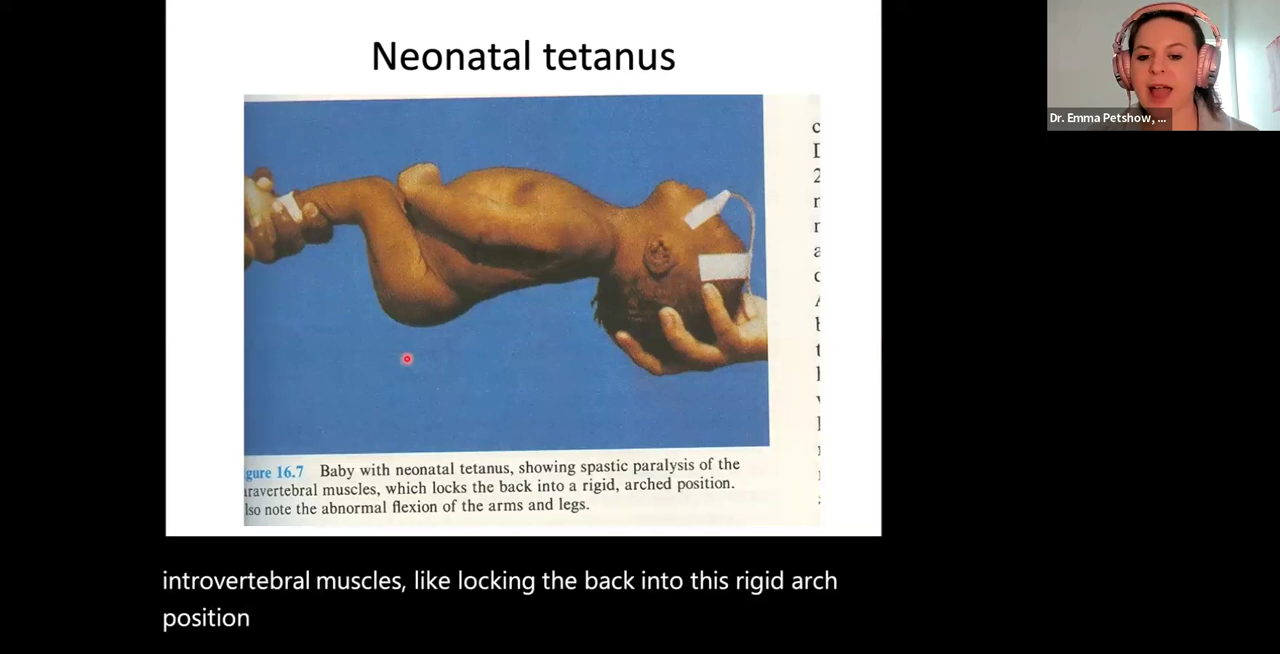 Neonatal tetanus
Dr. Emma Petshow, ...
gure 16.7 Baby with neonatal tetanus, showing spastic paralysis of the
ravertebral muscles, which locks the back into a rigid, arched position.
lso note the abnormal flexion of the arms and legs.
introvertebral muscles, like locking the back into this rigid arch
position